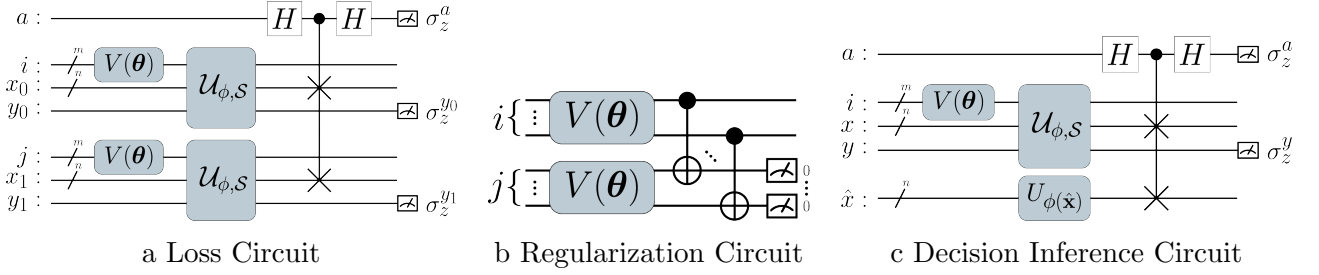 a : H H σ_z^a
i : m V(θ)
x_0 : n U_{ϕ,S}
y_0 : σ_z^{y_0}
j : m V(θ)
x_1 : n U_{ϕ,S}
y_1 : σ_z^{y_1}
a Loss Circuit
i{ ⋮ V(θ)
⋱
j{ ⋮ V(θ) 0
⋮
0
b Regularization Circuit
a : H H σ_z^a
i : m V(θ)
x : n U_{ϕ,S}
y : σ_z^y
x̂ : n U_{ϕ(x̂)}
c Decision Inference Circuit